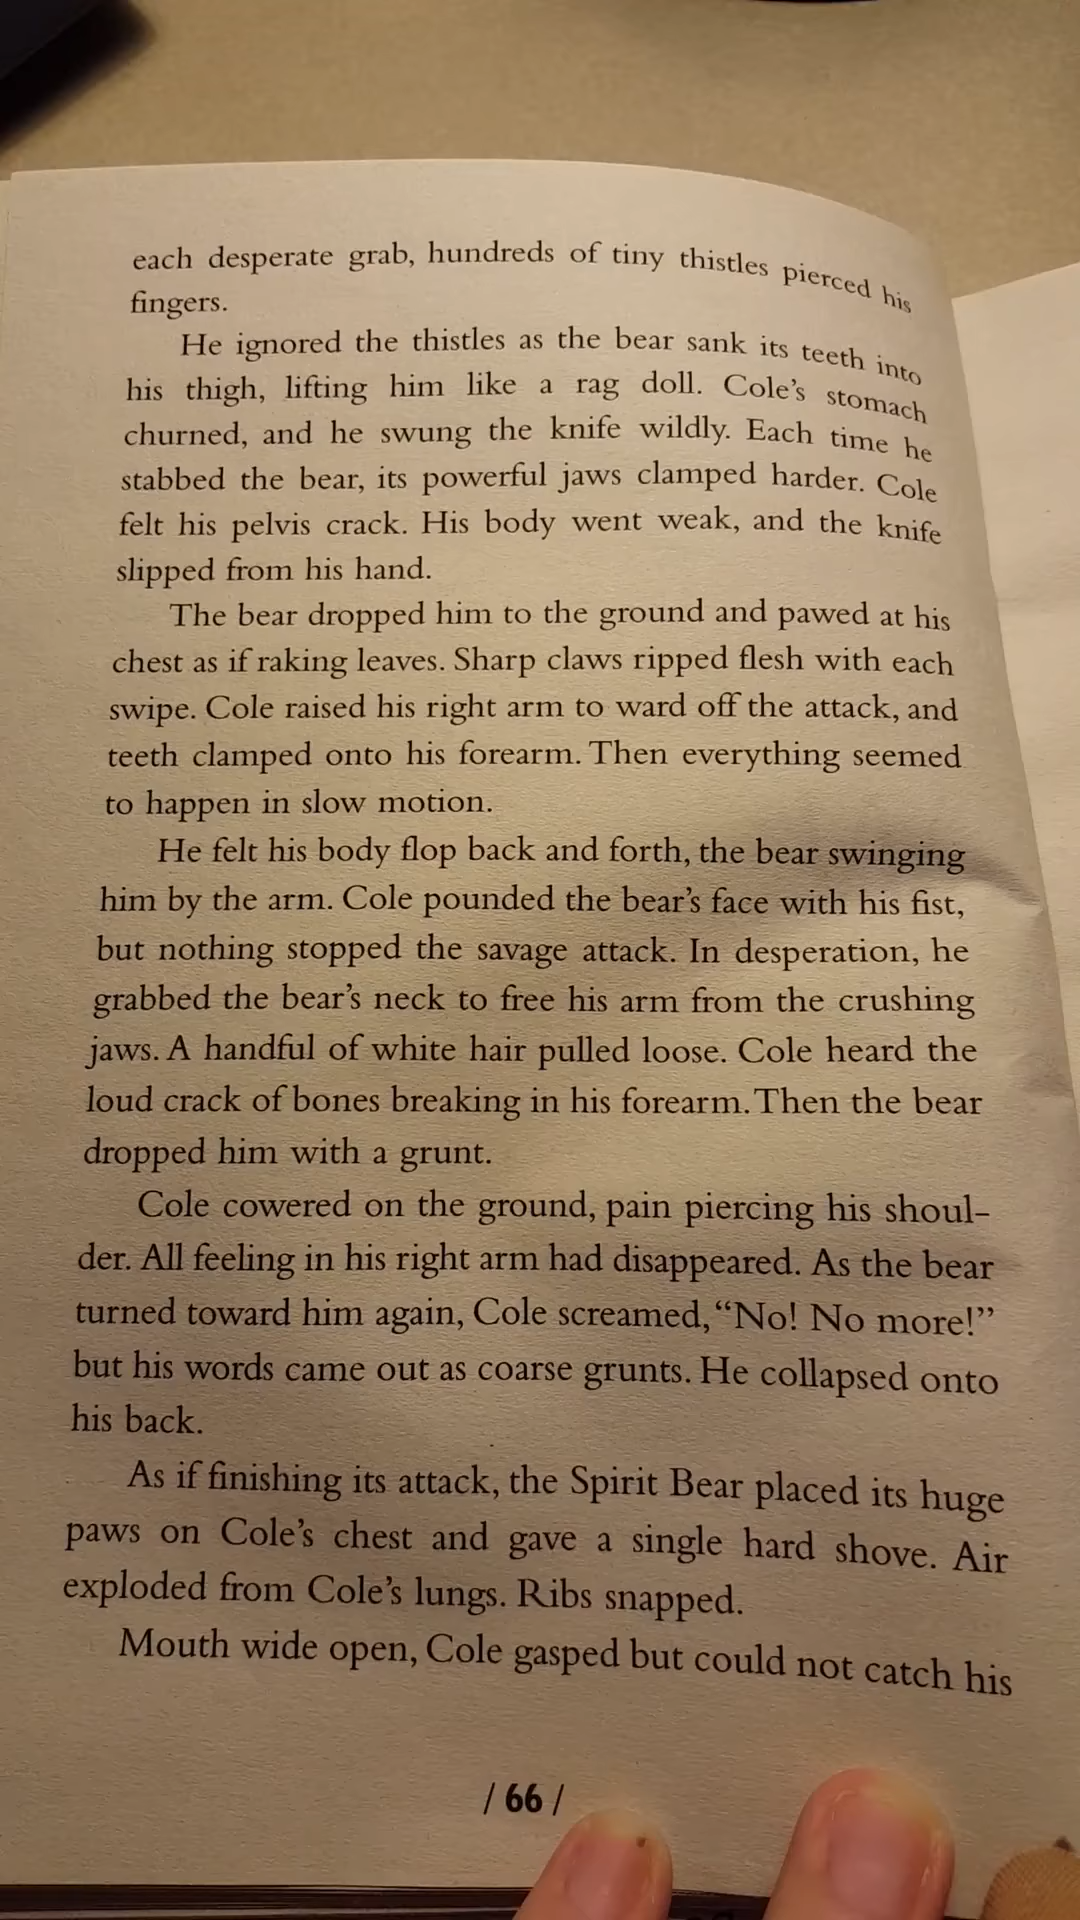 each desperate grab, hundreds of tiny thistles pierced his
fingers.
He ignored the thistles as the bear sank its teeth into
his thigh, lifting him like a rag doll. Cole's stomach
churned, and he swung the knife wildly. Each time he
stabbed the bear, its powerful jaws clamped harder. Cole
felt his pelvis crack. His body went weak, and the knife
slipped from his hand.
The bear dropped him to the ground and pawed at his
chest as if raking leaves. Sharp claws ripped flesh with each
swipe. Cole raised his right arm to ward off the attack, and
teeth clamped onto his forearm. Then everything seemed
to happen in slow motion.
He felt his body flop back and forth, the bear swinging
him by the arm. Cole pounded the bear's face with his fist,
but nothing stopped the savage attack. In desperation, he
grabbed the bear's neck to free his arm from the crushing
jaws. A handful of white hair pulled loose. Cole heard the
loud crack of bones breaking in his forearm. Then the bear
dropped him with a grunt.
Cole cowered on the ground, pain piercing his shoul-
der. All feeling in his right arm had disappeared. As the bear
turned toward him again, Cole screamed, "No! No more!"
but his words came out as coarse grunts. He collapsed onto
his back.
As if finishing its attack, the Spirit Bear placed its huge
paws on Cole's chest and gave a single hard shove. Air
exploded from Cole's lungs. Ribs snapped.
Mouth wide open, Cole gasped but could not catch his
/ 66 /